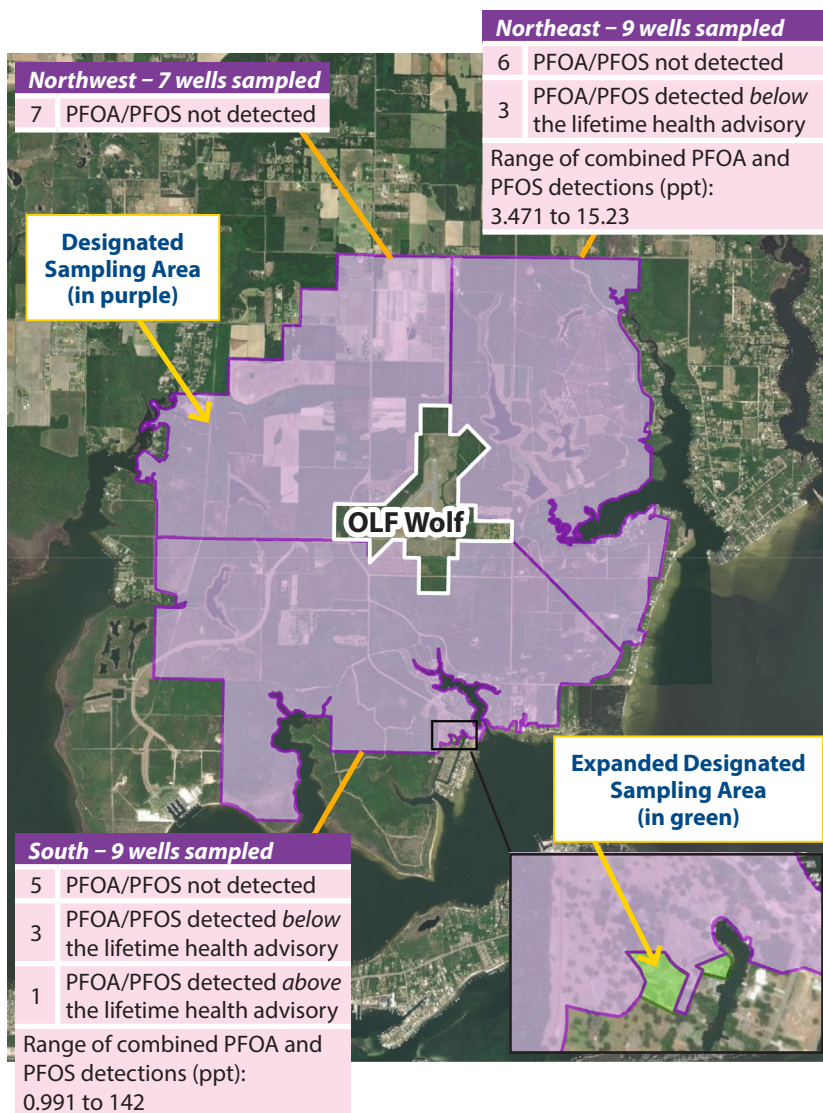 Northeast – 9 wells sampled
6 PFOA/PFOS not detected
3 PFOA/PFOS detected below
the lifetime health advisory
Range of combined PFOA and
PFOS detections (ppt):
3.471 to 15.23
Northwest – 7 wells sampled
7 PFOA/PFOS not detected
Designated
Sampling Area
(in purple)
OLF Wolf
Expanded Designated
Sampling Area
(in green)
South – 9 wells sampled
5 PFOA/PFOS not detected
3 PFOA/PFOS detected below
the lifetime health advisory
1 PFOA/PFOS detected above
the lifetime health advisory
Range of combined PFOA and
PFOS detections (ppt):
0.991 to 142